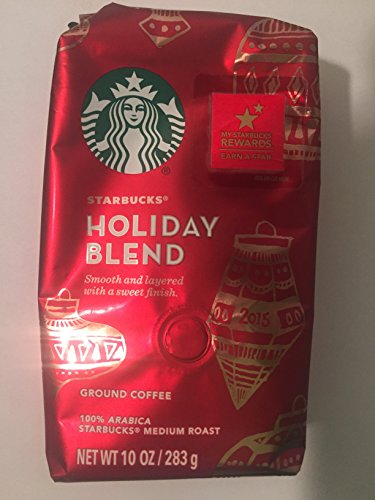 MY STARBUCKS
REWARDS
EARN A STAR
STARBUCKS®
HOLIDAY
BLEND
Smooth and layered
with a sweet finish.
2015
GROUND COFFEE
100% ARABICA
STARBUCKS® MEDIUM ROAST
NET WT 10 OZ/283 g